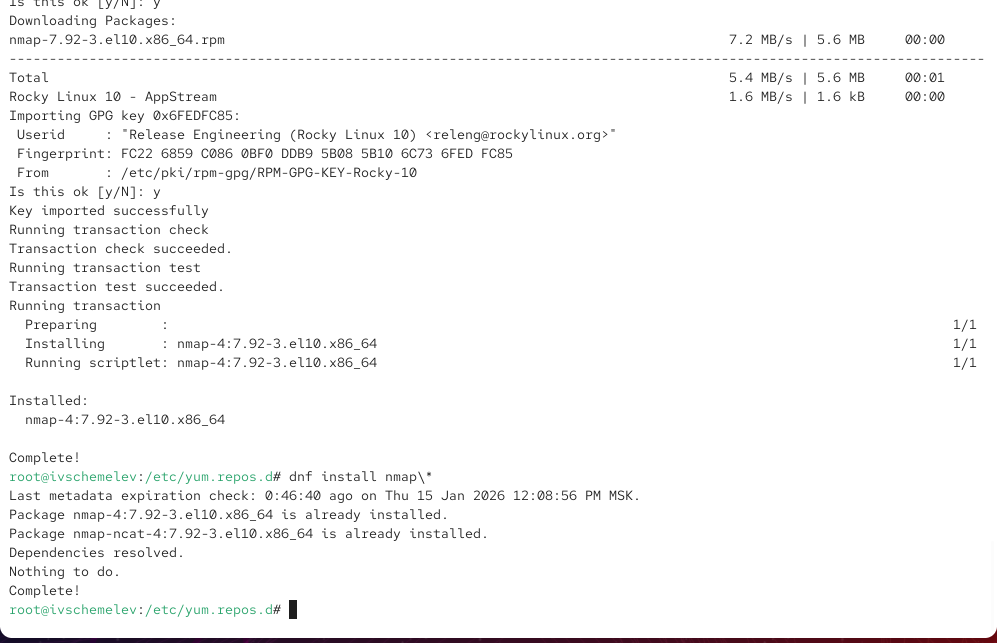 Is this ok [y/N]: y
Downloading Packages:
nmap-7.92-3.el10.x86_64.rpm 7.2 MB/s | 5.6 MB 00:00
--------------------------------------------------------------------------------------------------------------------------
Total 5.4 MB/s | 5.6 MB 00:01
Rocky Linux 10 - AppStream 1.6 MB/s | 1.6 kB 00:00
Importing GPG key 0x6FEDFC85:
 Userid     : "Release Engineering (Rocky Linux 10) <releng@rockylinux.org>"
 Fingerprint: FC22 6859 C086 0BF0 DDB9 5B08 5B10 6C73 6FED FC85
 From       : /etc/pki/rpm-gpg/RPM-GPG-KEY-Rocky-10
Is this ok [y/N]: y
Key imported successfully
Running transaction check
Transaction check succeeded.
Running transaction test
Transaction test succeeded.
Running transaction
  Preparing        : 1/1
  Installing       : nmap-4:7.92-3.el10.x86_64 1/1
  Running scriptlet: nmap-4:7.92-3.el10.x86_64 1/1

Installed:
  nmap-4:7.92-3.el10.x86_64

Complete!
root@ivschemelev:/etc/yum.repos.d# dnf install nmap\*
Last metadata expiration check: 0:46:40 ago on Thu 15 Jan 2026 12:08:56 PM MSK.
Package nmap-4:7.92-3.el10.x86_64 is already installed.
Package nmap-ncat-4:7.92-3.el10.x86_64 is already installed.
Dependencies resolved.
Nothing to do.
Complete!
root@ivschemelev:/etc/yum.repos.d#